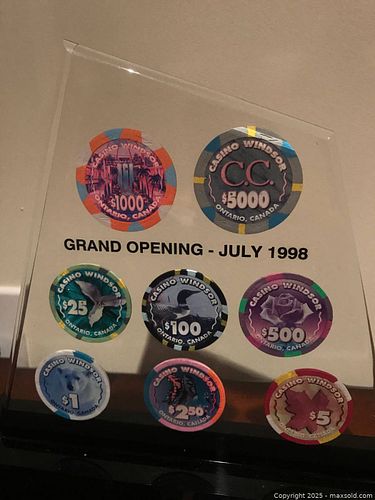 CASINO WINDSOR
$1000
ONTARIO, CANADA
CASINO WINDSOR
C.C.
$5000
ONTARIO, CANADA
GRAND OPENING - JULY 1998
CASINO WINDSOR
$25
ONTARIO, CANADA
CASINO WINDSOR
$100
ONTARIO, CANADA
CASINO WINDSOR
$500
ONTARIO, CANADA
CASINO WINDSOR
$1
ONTARIO, CANADA
CASINO WINDSOR
$2.50
ONTARIO, CANADA
CASINO WINDSOR
$5
ONTARIO, CANADA
Copyright 2025 - maxsold.com